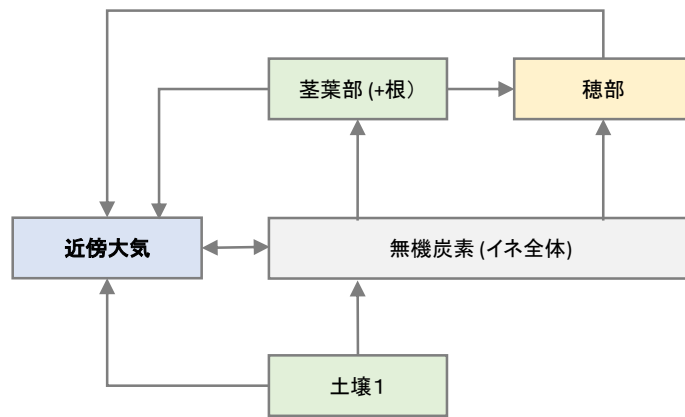 茎葉部 (+根）
穂部
近傍大気
無機炭素 (イネ全体)
土壌１